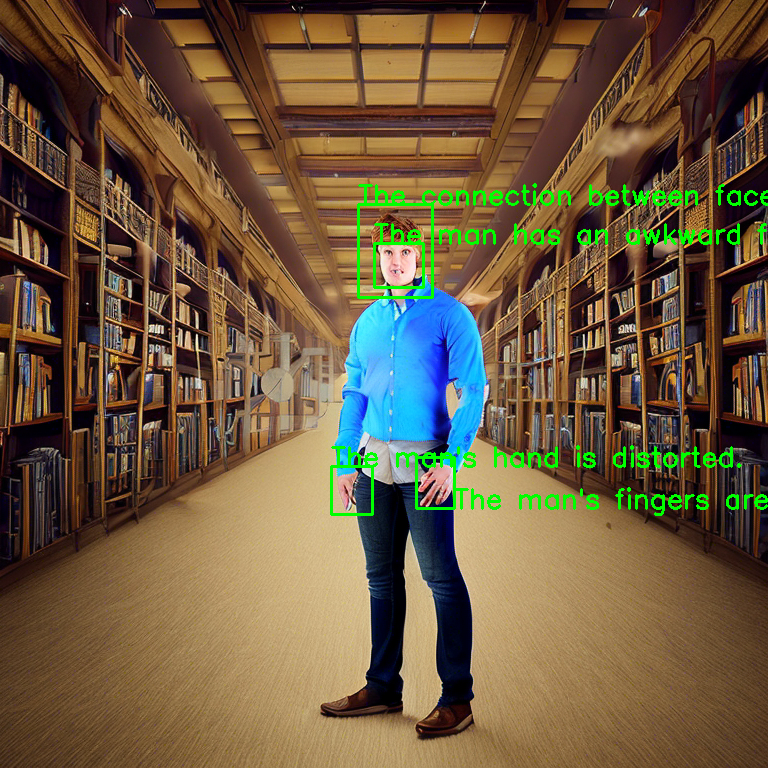 The connection between face
The man has an awkward f
The man's hand is distorted.
The man's fingers are